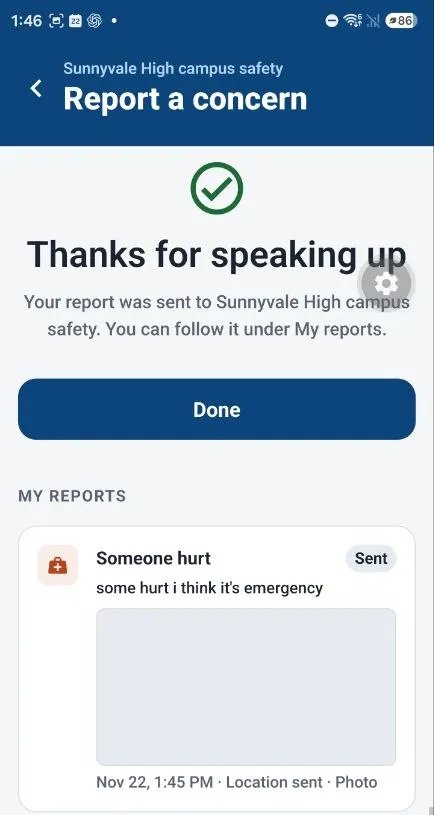 1:46 22 86
Sunnyvale High campus safety
Report a concern
Thanks for speaking up
Your report was sent to Sunnyvale High campus
safety. You can follow it under My reports.
Done
MY REPORTS
Someone hurt Sent
some hurt i think it's emergency
Nov 22, 1:45 PM · Location sent · Photo